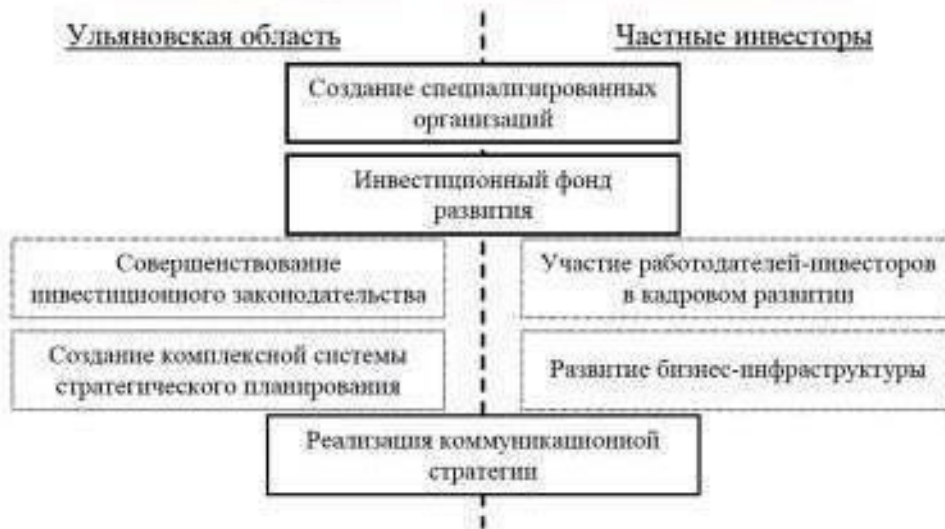 Ульяновская область
Частные инвесторы
Создание специализированных
организаций
Инвестиционный фонд
развития
Совершенствование
инвестиционного законодательства
Участие работодателей-инвесторов
в кадровом развитии
Создание комплексной системы
стратегического планирования
Развитие бизнес-инфраструктуры
Реализация коммуникационной
стратегии